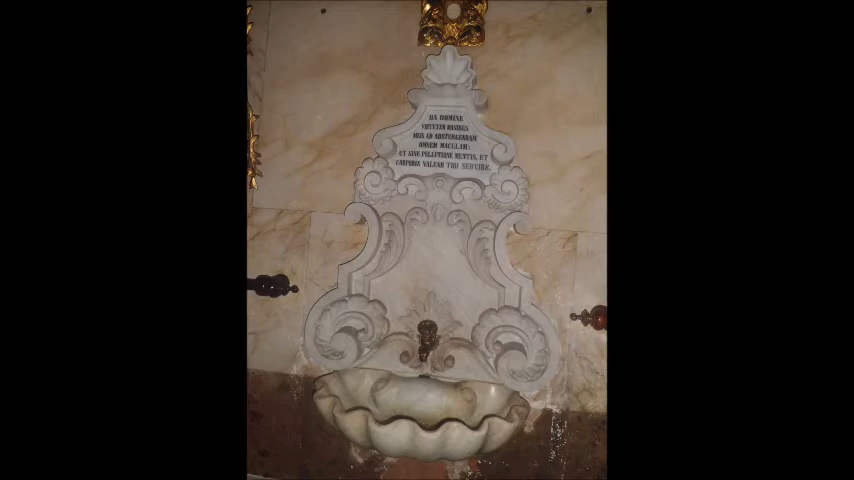 DA DOMINE
VIRTUTEM MANIBUS
MEIS AD ABSTERGENDAM
OMNEM MACULAM:
UT SINE POLLUTIONE MENTIS, ET
CORPORIS VALEAM TIBI SERVIRE.